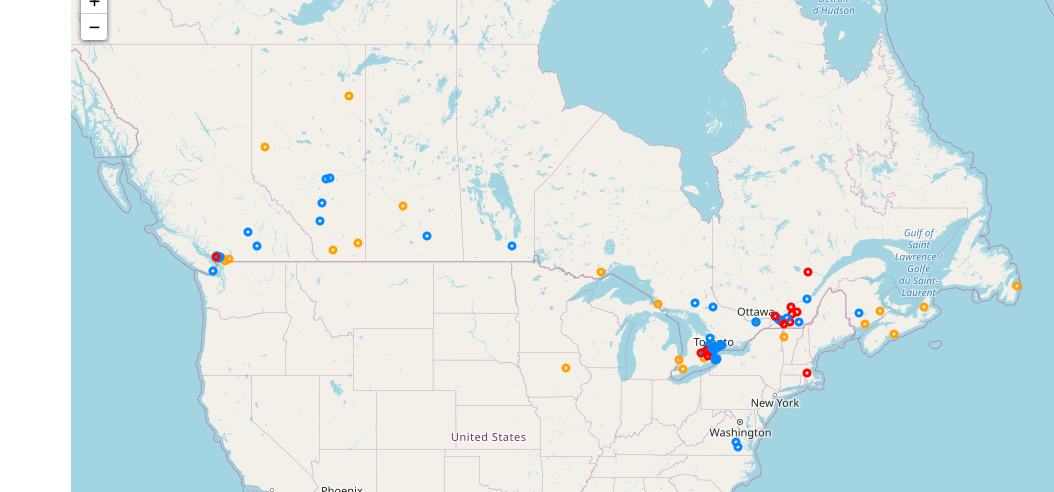 +
−
Détroit
d'Hudson
Gulf of
Saint
Lawrence /
Golfe
du Saint-
Laurent
Ottawa
Toronto
New York
Washington
United States
Phoenix